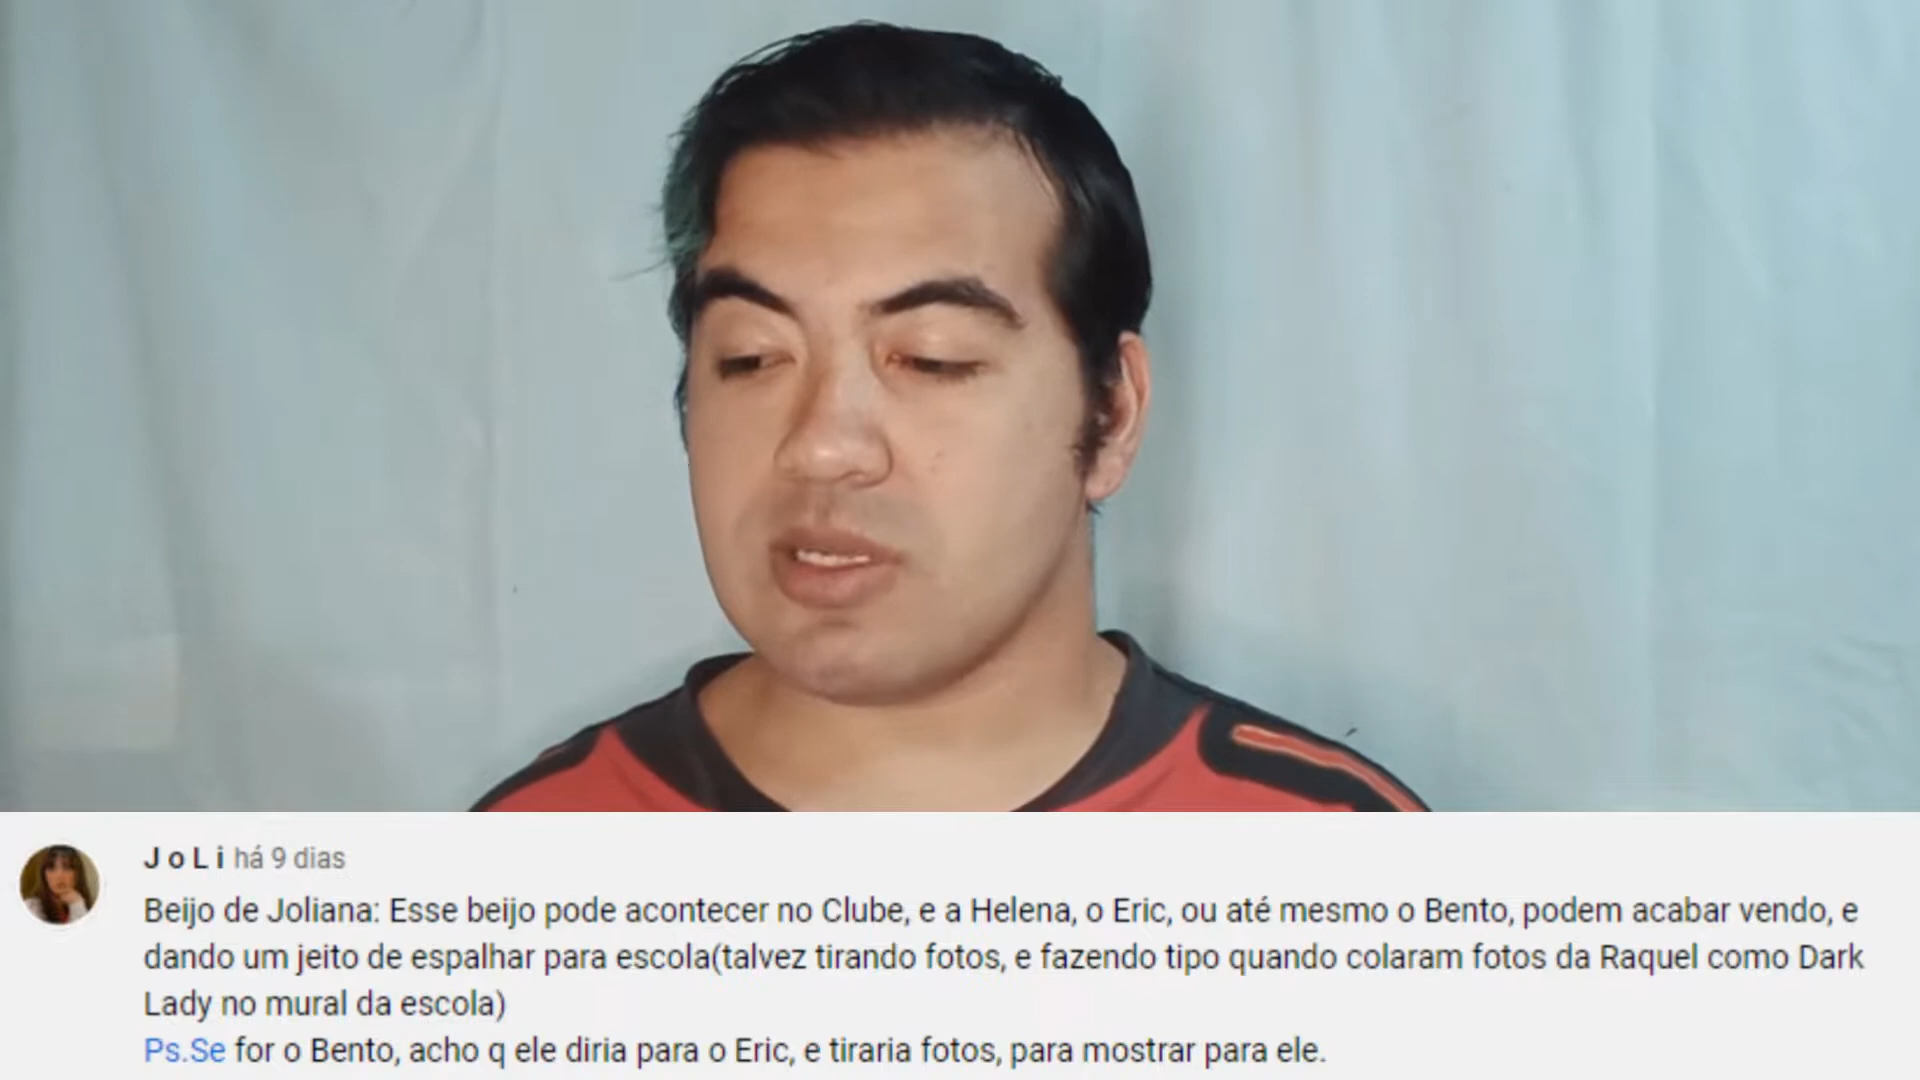 J o L i há 9 dias
Beijo de Joliana: Esse beijo pode acontecer no Clube, e a Helena, o Eric, ou até mesmo o Bento, podem acabar vendo, e
dando um jeito de espalhar para escola(talvez tirando fotos, e fazendo tipo quando colaram fotos da Raquel como Dark
Lady no mural da escola)
Ps.Se for o Bento, acho q ele diria para o Eric, e tiraria fotos, para mostrar para ele.